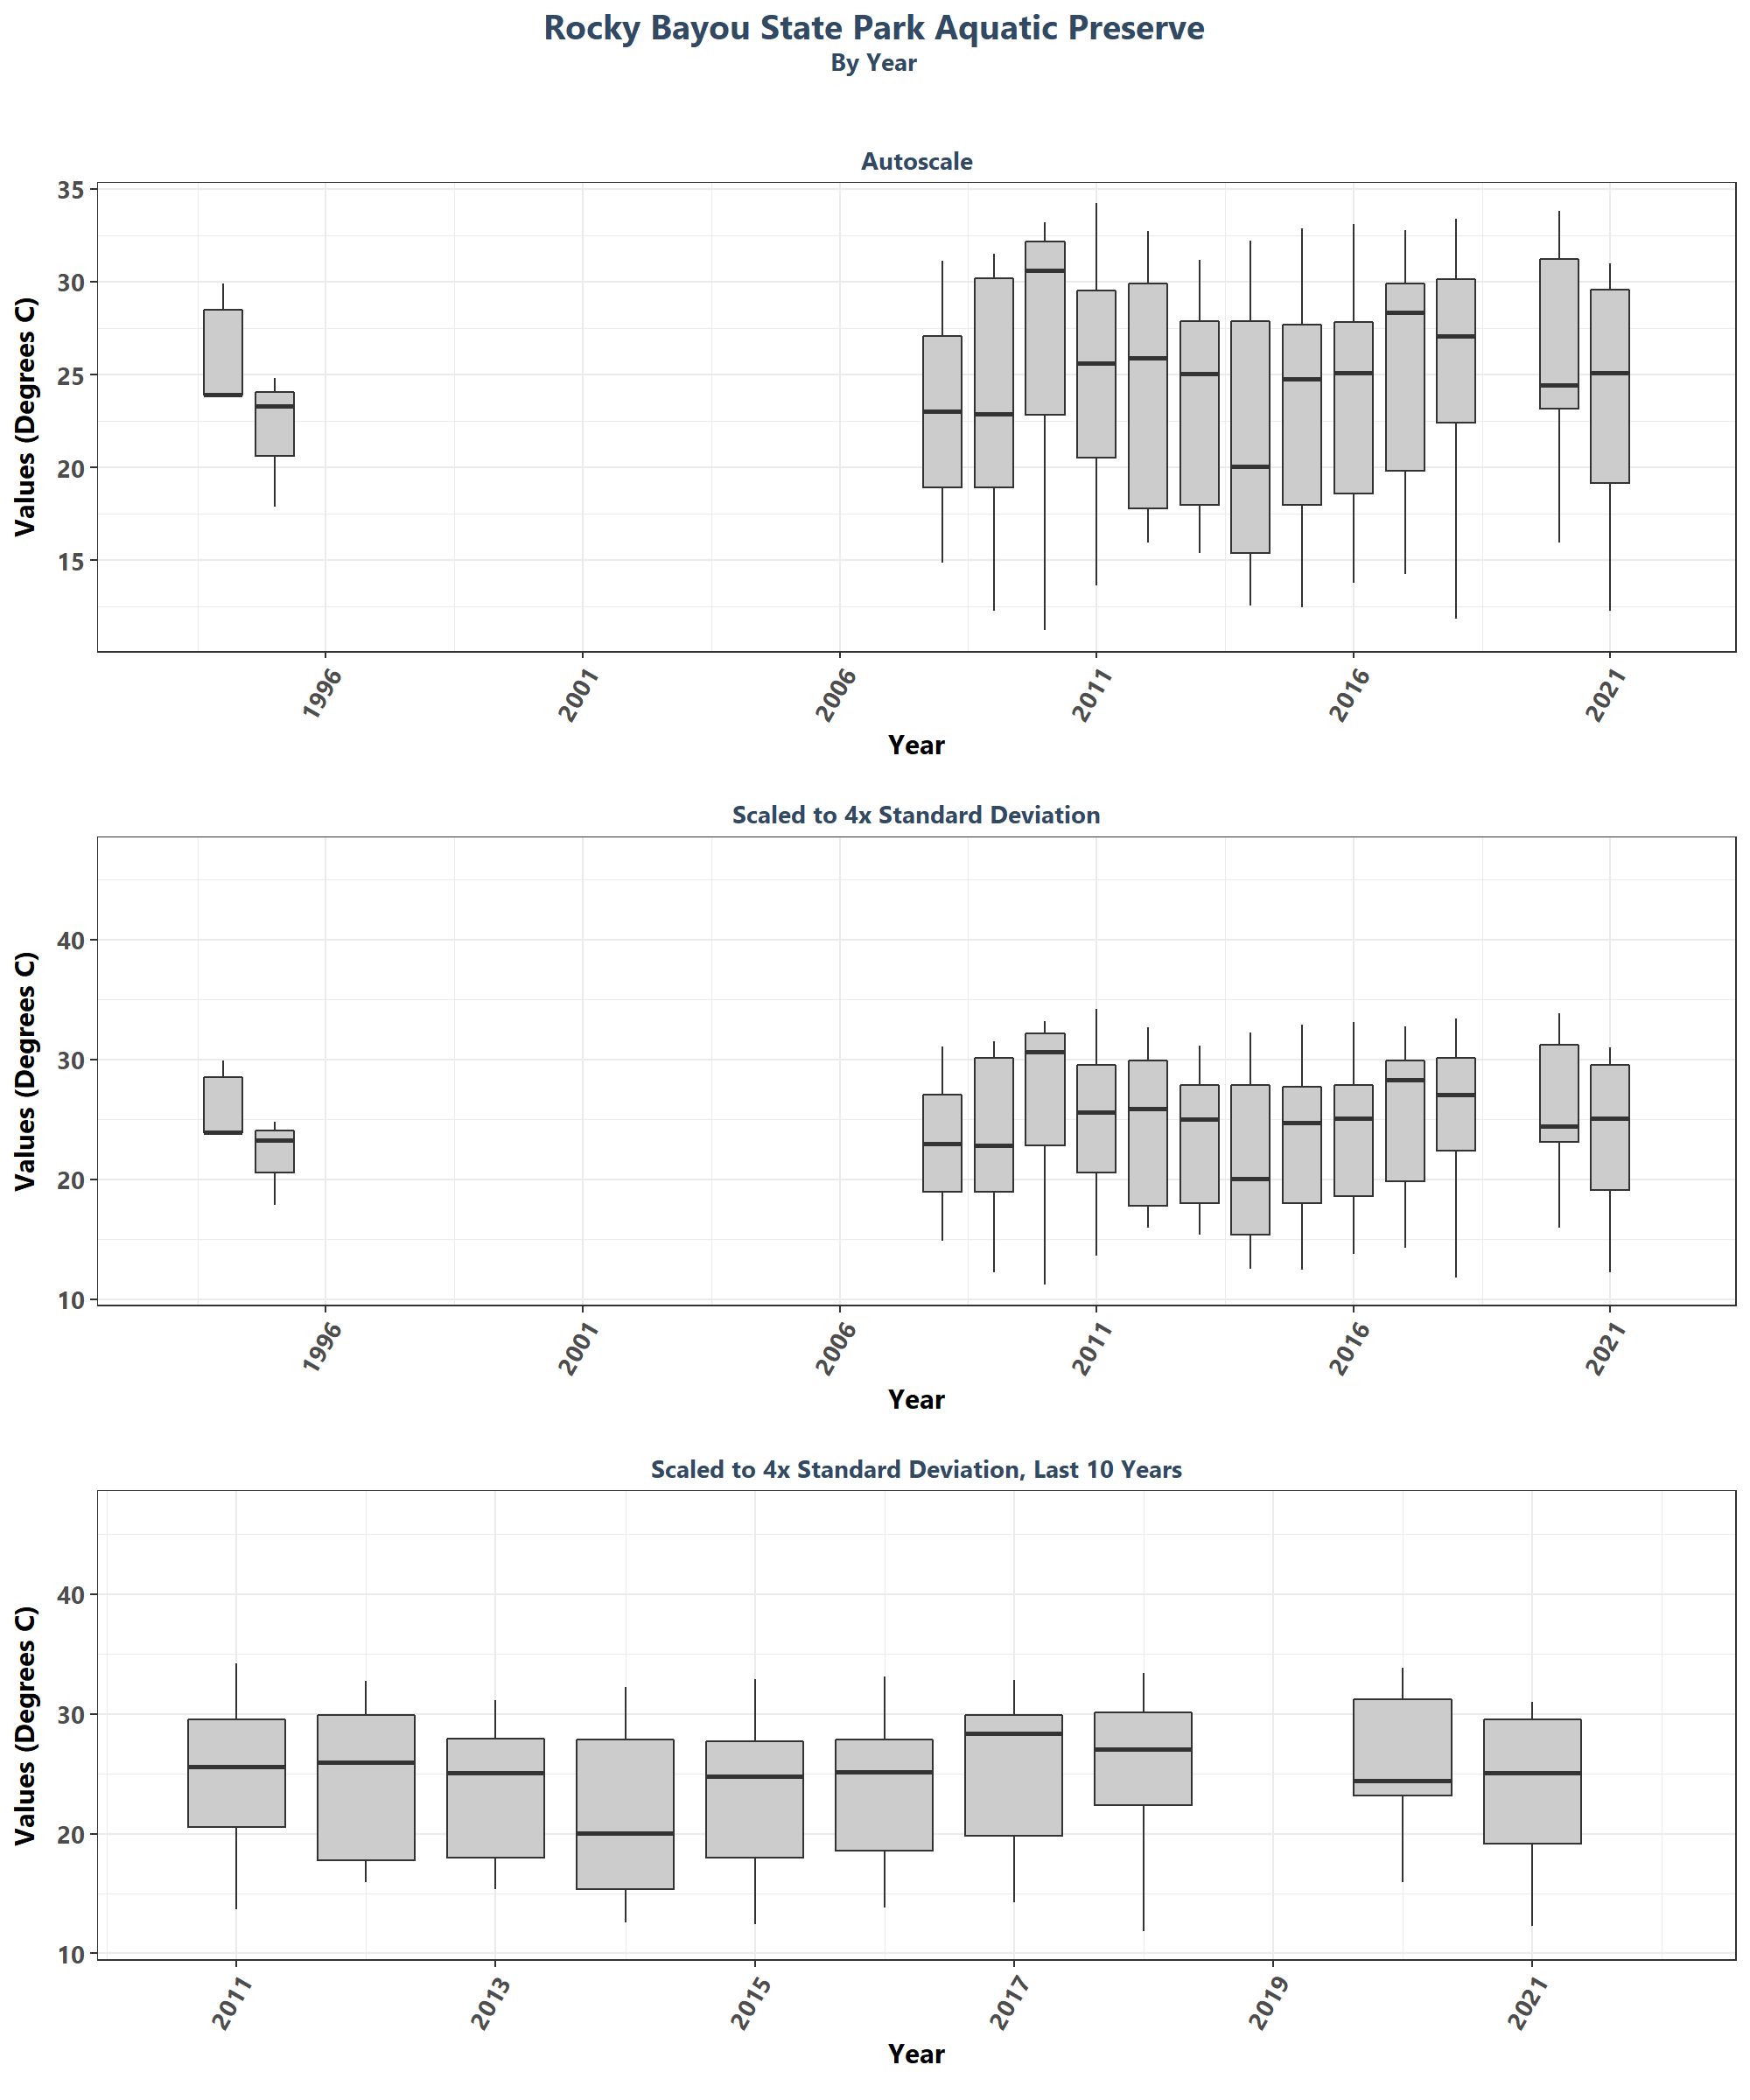 Rocky Bayou State Park Aquatic Preserve
By Year
Autoscale
Values (Degrees C)
35
30
25
20
15
1996
2001
2006
2011
2016
2021
Year
Scaled to 4x Standard Deviation
Values (Degrees C)
40
30
20
10
1996
2001
2006
2011
2016
2021
Year
Scaled to 4x Standard Deviation, Last 10 Years
Values (Degrees C)
40
30
20
10
2011
2013
2015
2017
2019
2021
Year